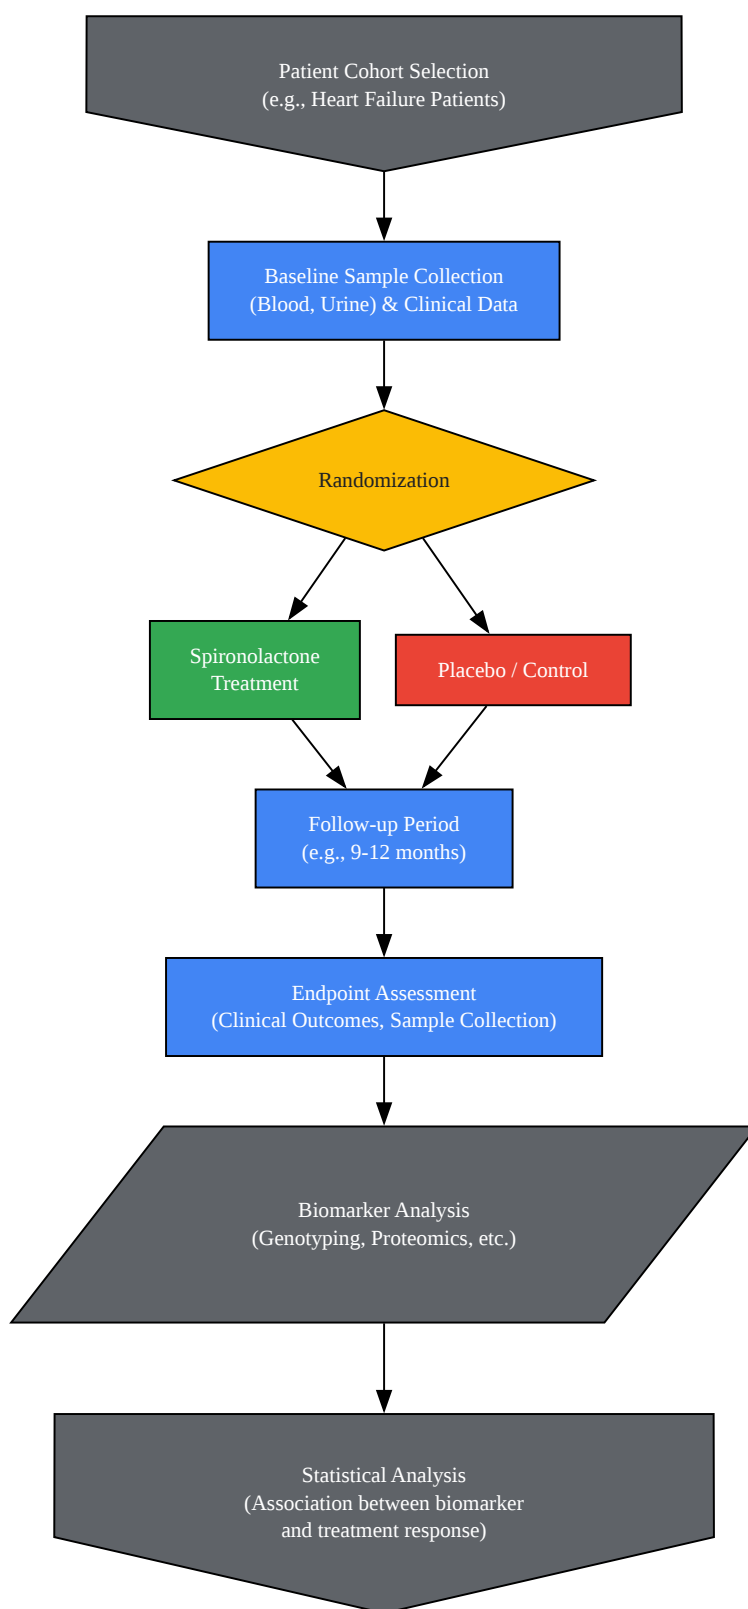 Patient Cohort Selection
(e.g., Heart Failure Patients)
Baseline Sample Collection
(Blood, Urine) & Clinical Data
Randomization
Spironolactone
Treatment
Placebo / Control
Follow-up Period
(e.g., 9-12 months)
Endpoint Assessment
(Clinical Outcomes, Sample Collection)
Biomarker Analysis
(Genotyping, Proteomics, etc.)
Statistical Analysis
(Association between biomarker
and treatment response)